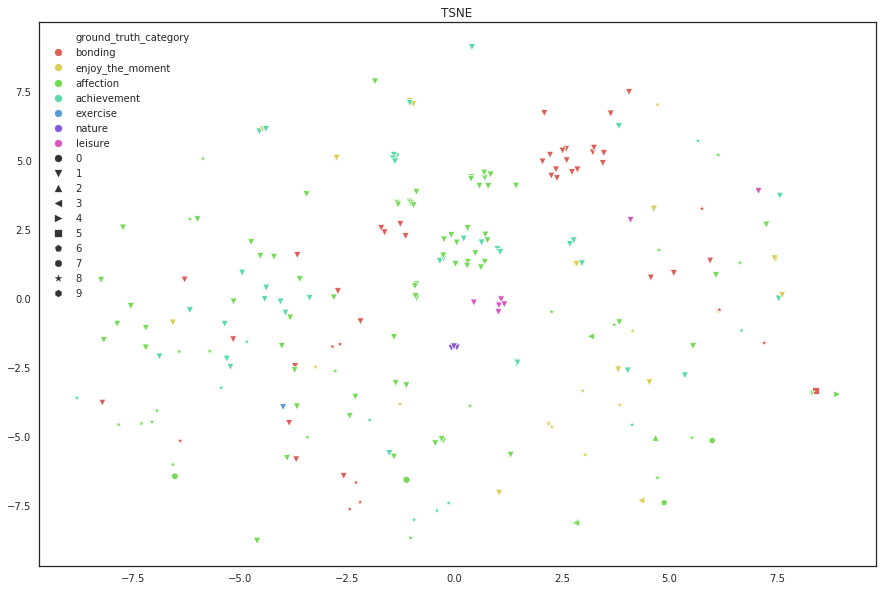 TSNE
ground_truth_category
bonding
enjoy_the_moment
affection
achievement
exercise
nature
leisure
0
1
2
3
4
5
6
7
8
9
7.5
5.0
2.5
0.0
−2.5
−5.0
−7.5
−7.5
−5.0
−2.5
0.0
2.5
5.0
7.5